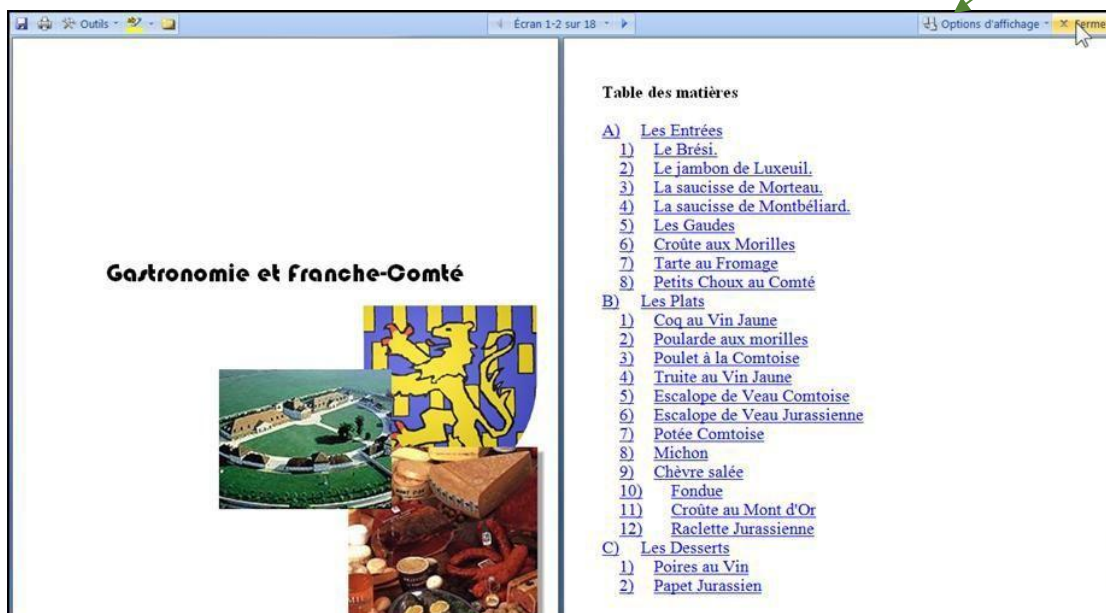 Outils
Écran 1-2 sur 18
Options d'affichage
Ferme
Gastronomie et Franche-Comté
Table des matières
A) Les Entrées
1) Le Brési.
2) Le jambon de Luxeuil.
3) La saucisse de Morteau.
4) La saucisse de Montbéliard.
5) Les Gaudes
6) Croûte aux Morilles
7) Tarte au Fromage
8) Petits Choux au Comté
B) Les Plats
1) Coq au Vin Jaune
2) Poularde aux morilles
3) Poulet à la Comtoise
4) Truite au Vin Jaune
5) Escalope de Veau Comtoise
6) Escalope de Veau Jurassienne
7) Potée Comtoise
8) Michon
9) Chèvre salée
10) Fondue
11) Croûte au Mont d'Or
12) Raclette Jurassienne
C) Les Desserts
1) Poires au Vin
2) Papet Jurassien